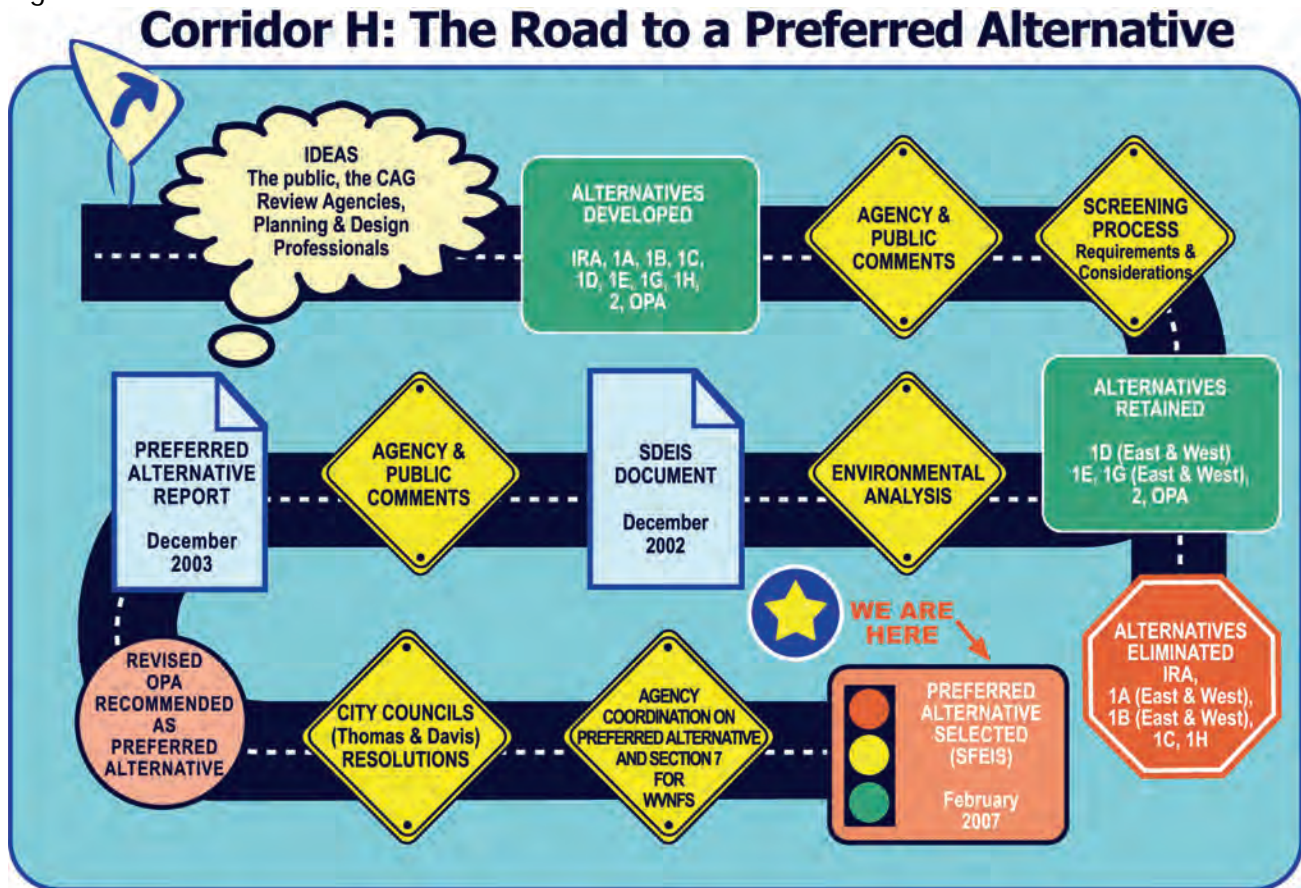 Corridor H: The Road to a Preferred Alternative
IDEAS
The public, the CAG
Review Agencies,
Planning & Design
Professionals
ALTERNATIVES
DEVELOPED
IRA, 1A, 1B, 1C,
1D, 1E, 1G, 1H,
2, OPA
AGENCY &
PUBLIC
COMMENTS
SCREENING
PROCESS
Requirements &
Considerations
ALTERNATIVES
RETAINED
1D (East & West)
1E, 1G (East & West),
2, OPA
ALTERNATIVES
ELIMINATED
IRA,
1A (East & West),
1B (East & West),
1C, 1H
ENVIRONMENTAL
ANALYSIS
SDEIS
DOCUMENT
December
2002
AGENCY &
PUBLIC
COMMENTS
PREFERRED
ALTERNATIVE
REPORT
December
2003
REVISED
OPA
RECOMMENDED
AS
PREFERRED
ALTERNATIVE
CITY COUNCILS
(Thomas & Davis)
RESOLUTIONS
AGENCY
COORDINATION ON
PREFERRED ALTERNATIVE
AND SECTION 7
FOR
WVNFS
WE ARE
HERE
PREFERRED
ALTERNATIVE
SELECTED
(SFEIS)
February
2007